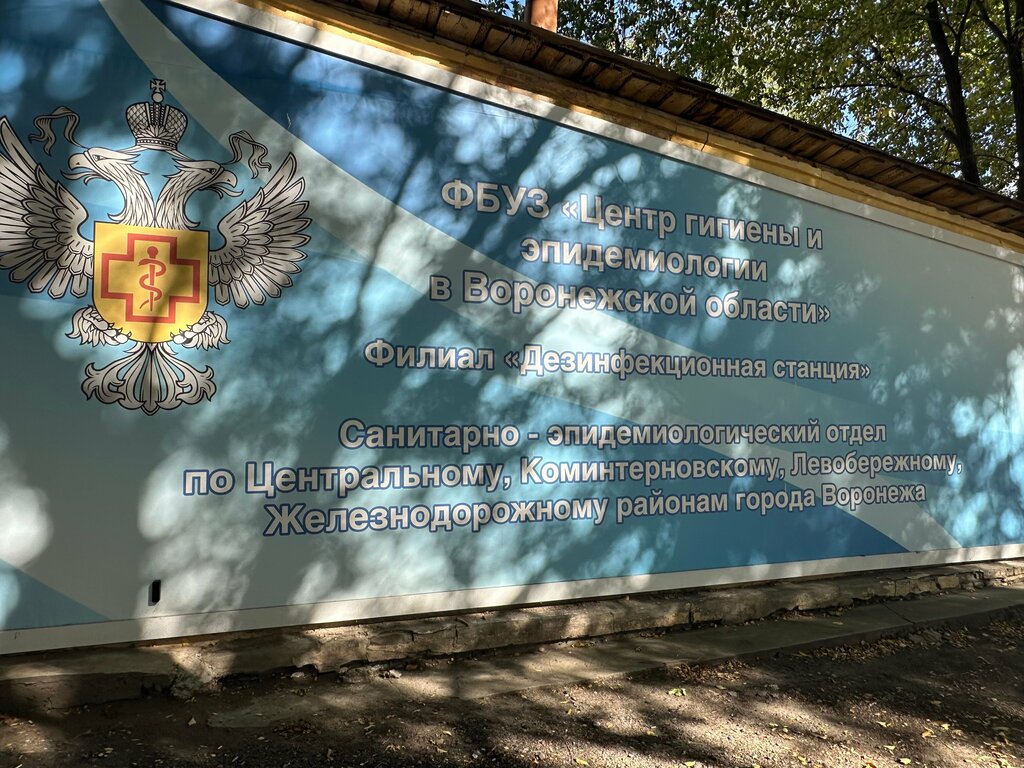 ФБУЗ «Центр гигиены и
эпидемиологии
в Воронежской области»
Филиал «Дезинфекционная станция»
Санитарно - эпидемиологический отдел
по Центральному, Коминтерновскому, Левобережному,
Железнодорожному районам города Воронежа